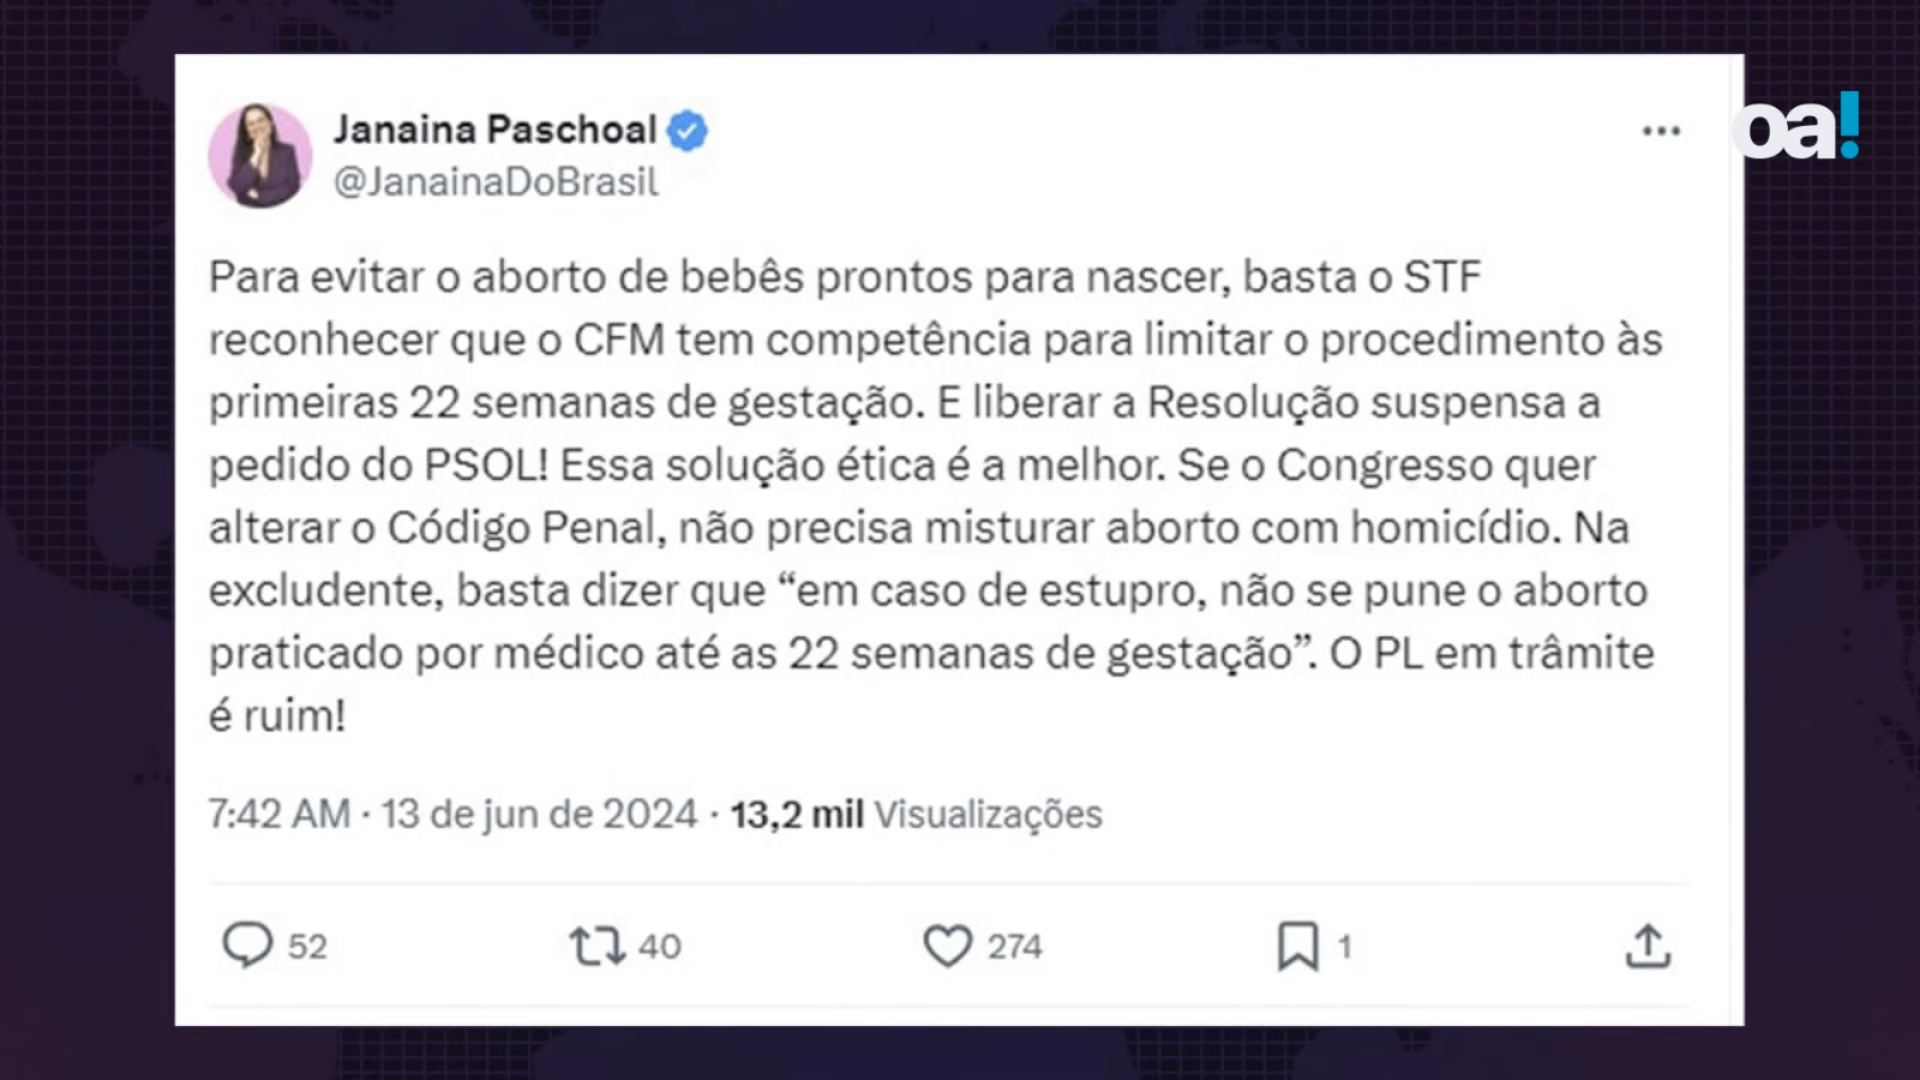 oa!
Janaina Paschoal
@JanainaDoBrasil
Para evitar o aborto de bebês prontos para nascer, basta o STF
reconhecer que o CFM tem competência para limitar o procedimento às
primeiras 22 semanas de gestação. E liberar a Resolução suspensa a
pedido do PSOL! Essa solução ética é a melhor. Se o Congresso quer
alterar o Código Penal, não precisa misturar aborto com homicídio. Na
excludente, basta dizer que “em caso de estupro, não se pune o aborto
praticado por médico até as 22 semanas de gestação”. O PL em trâmite
é ruim!
7:42 AM · 13 de jun de 2024 · 13,2 mil Visualizações
52 40 274 1